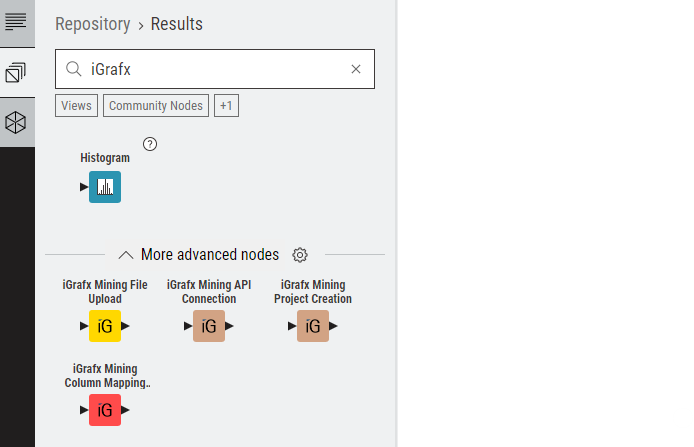 Repository › Results
iGrafx
Views
Community Nodes
+1
?
Histogram
More advanced nodes
iGrafx Mining File
Upload
iGrafx Mining API
Connection
iGrafx Mining
Project Creation
iG
iG
iG
iGrafx Mining
Column Mapping..
iG